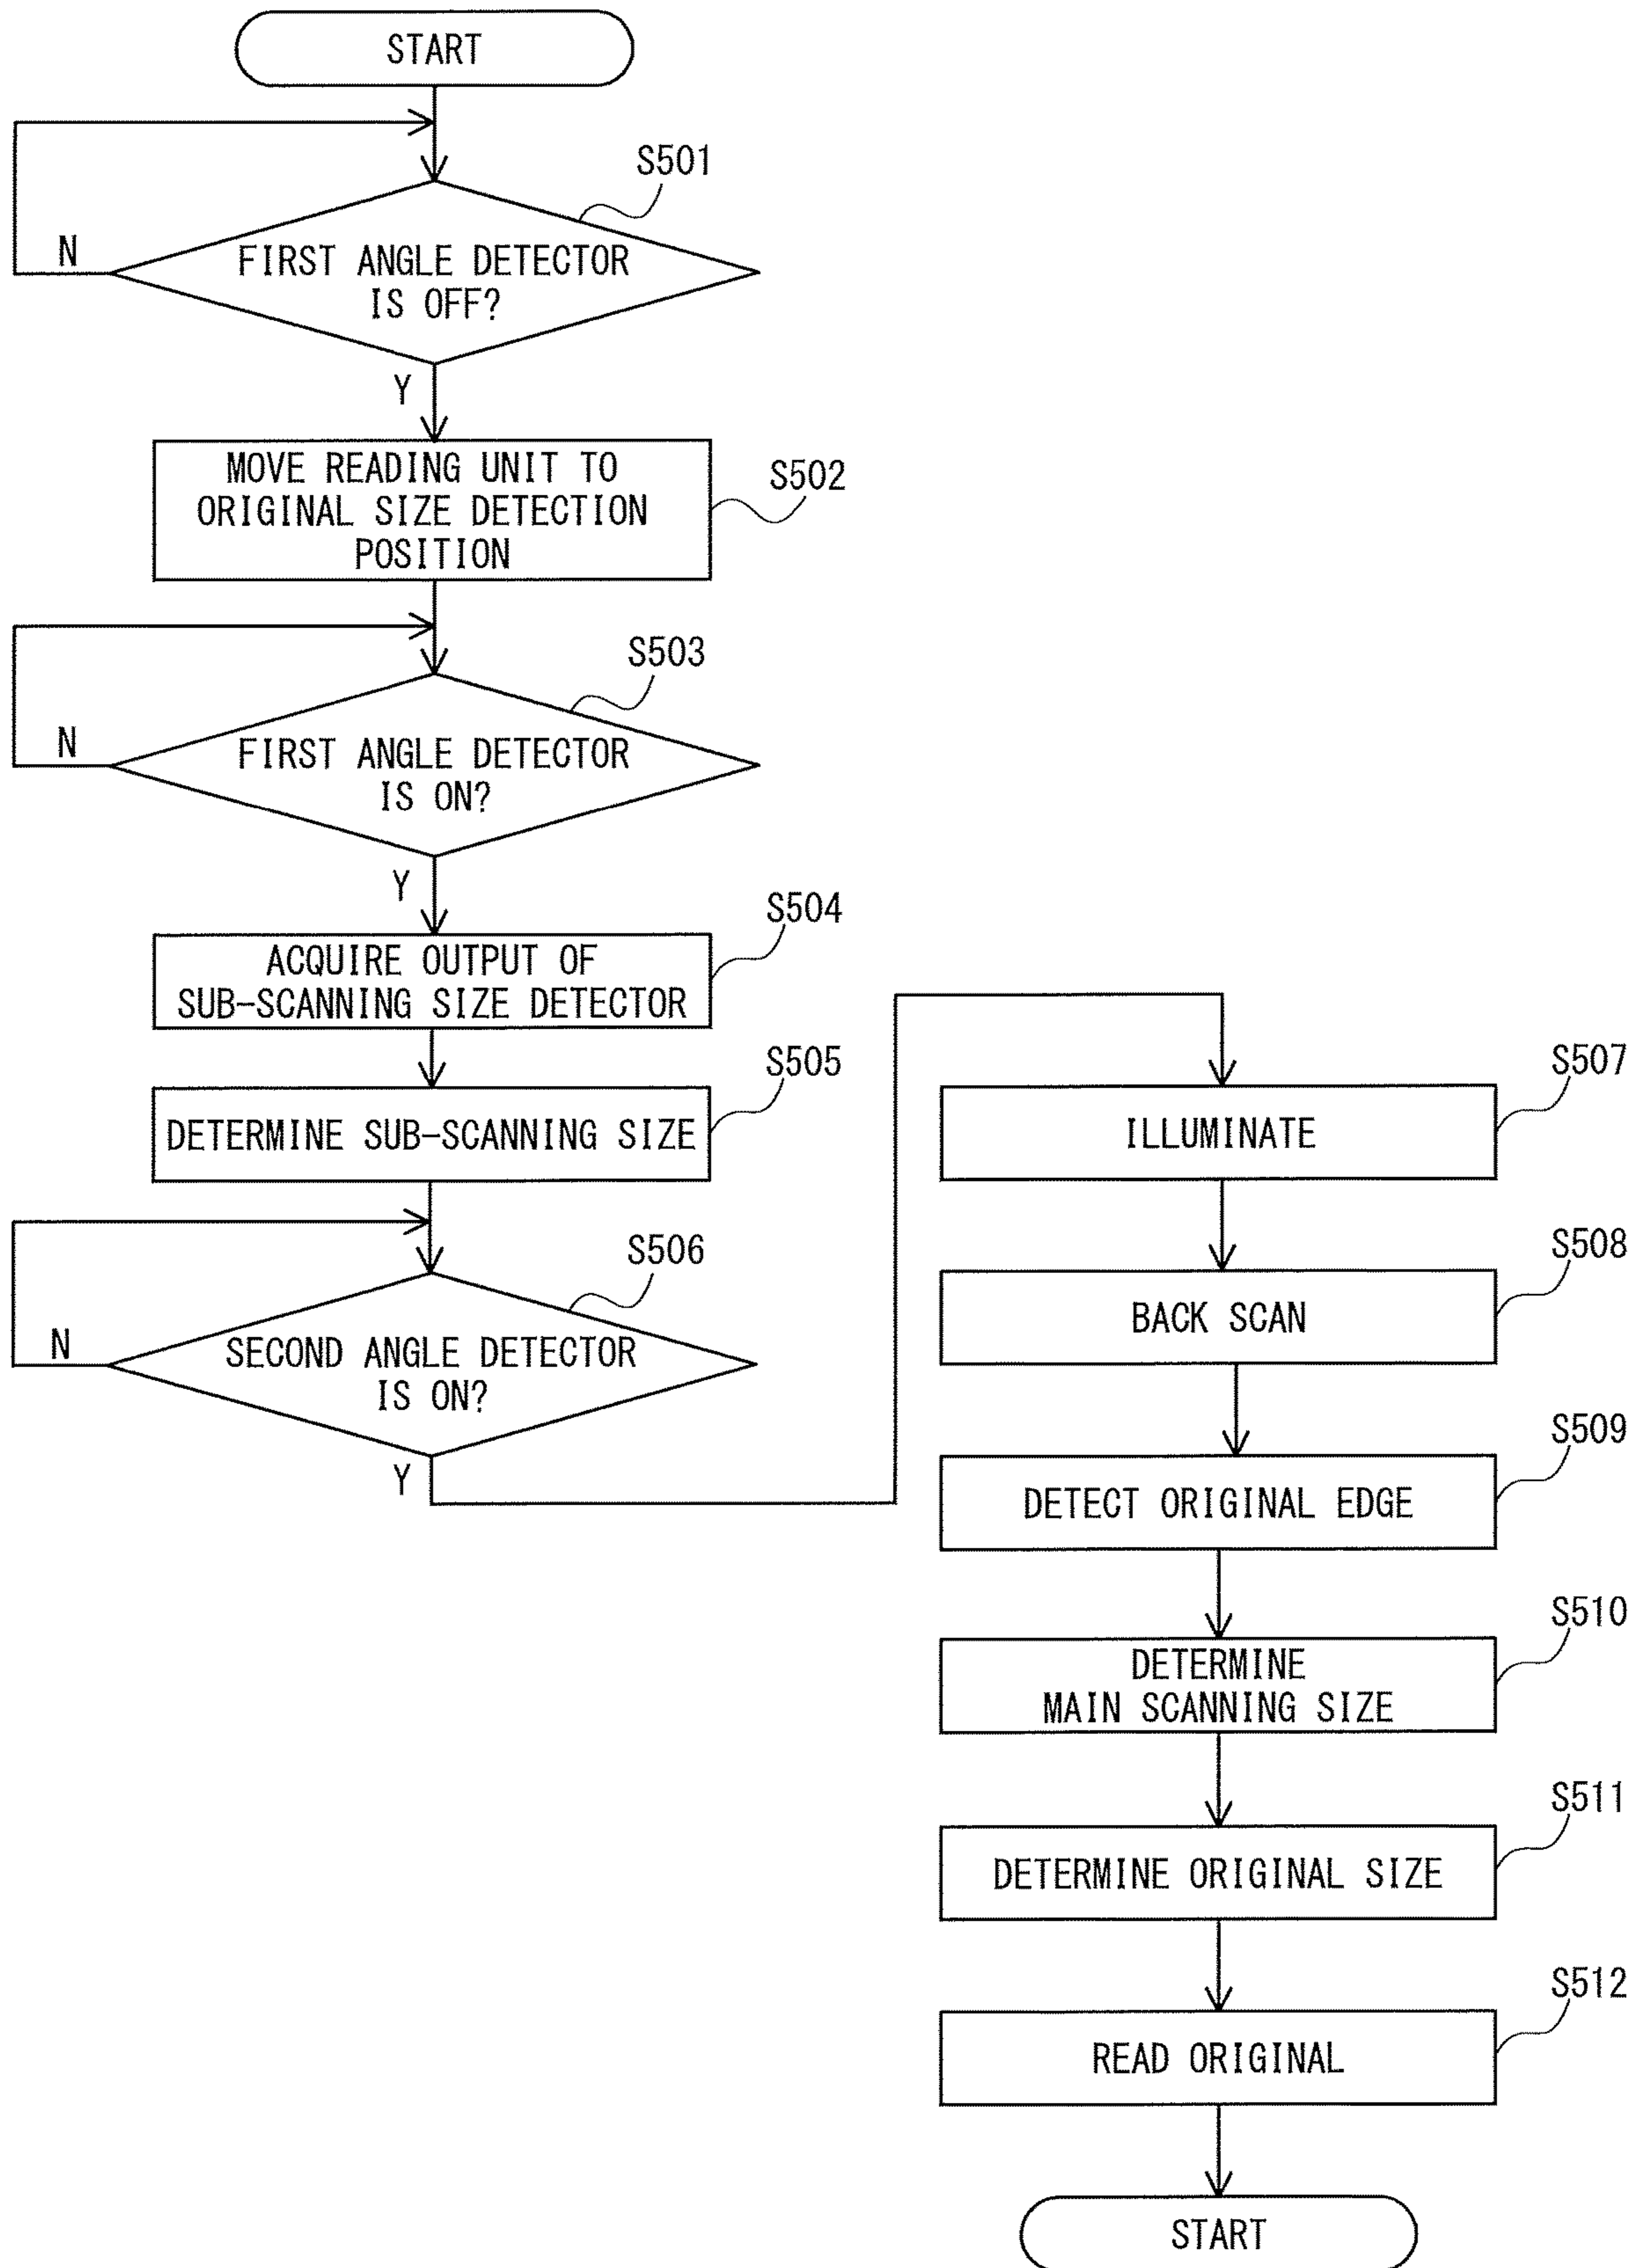 START
S501
FIRST ANGLE DETECTOR
IS OFF?
N
Y
MOVE READING UNIT TO
ORIGINAL SIZE DETECTION
POSITION
S502
S503
FIRST ANGLE DETECTOR
IS ON?
N
Y
S504
ACQUIRE OUTPUT OF
SUB-SCANNING SIZE DETECTOR
S505
DETERMINE SUB-SCANNING SIZE
S506
SECOND ANGLE DETECTOR
IS ON?
N
Y
S507
ILLUMINATE
S508
BACK SCAN
S509
DETECT ORIGINAL EDGE
S510
DETERMINE
MAIN SCANNING SIZE
S511
DETERMINE ORIGINAL SIZE
S512
READ ORIGINAL
START